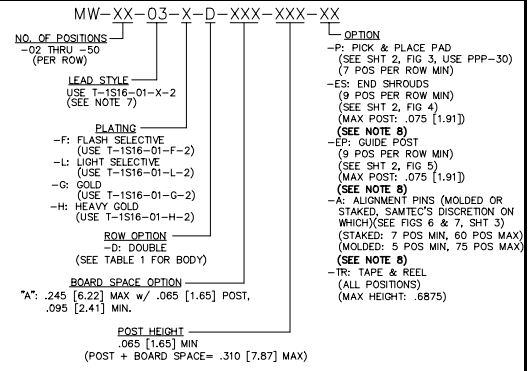 MW-XX-03-X-D-XXX-XXX-XX
NO. OF POSITIONS
-02 THRU -50
(PER ROW)
LEAD STYLE
USE T-1S16-01-X-2
(SEE NOTE 7)
PLATING
-F: FLASH SELECTIVE
(USE T-1S16-01-F-2)
-L: LIGHT SELECTIVE
(USE T-1S16-01-L-2)
-G: GOLD
(USE T-1S16-01-G-2)
-H: HEAVY GOLD
(USE T-1S16-01-H-2)
ROW OPTION
-D: DOUBLE
(SEE TABLE 1 FOR BODY)
BOARD SPACE OPTION
"A": .245 [6.22] MAX w/ .065 [1.65] POST,
.095 [2.41] MIN.
POST HEIGHT
.065 [1.65] MIN
(POST + BOARD SPACE= .310 [7.87] MAX)
OPTION
-P: PICK & PLACE PAD
(SEE SHT 2, FIG 3, USE PPP-30)
(7 POS PER ROW MIN)
-ES: END SHROUDS
(9 POS PER ROW MIN)
(SEE SHT 2, FIG 4)
(MAX POST: .075 [1.91])
(SEE NOTE 8)
-EP: GUIDE POST
(9 POS PER ROW MIN)
(SEE SHT 2, FIG 5)
(MAX POST: .075 [1.91])
(SEE NOTE 8)
-A: ALIGNMENT PINS (MOLDED OR
STAKED, SAMTEC'S DISCRETION ON
WHICH)(SEE FIGS 6 & 7, SHT 3)
(STAKED: 7 POS MIN, 60 POS MAX)
(MOLDED: 5 POS MIN, 75 POS MAX)
(SEE NOTE 8)
-TR: TAPE & REEL
(ALL POSITIONS)
(MAX HEIGHT: .6875)